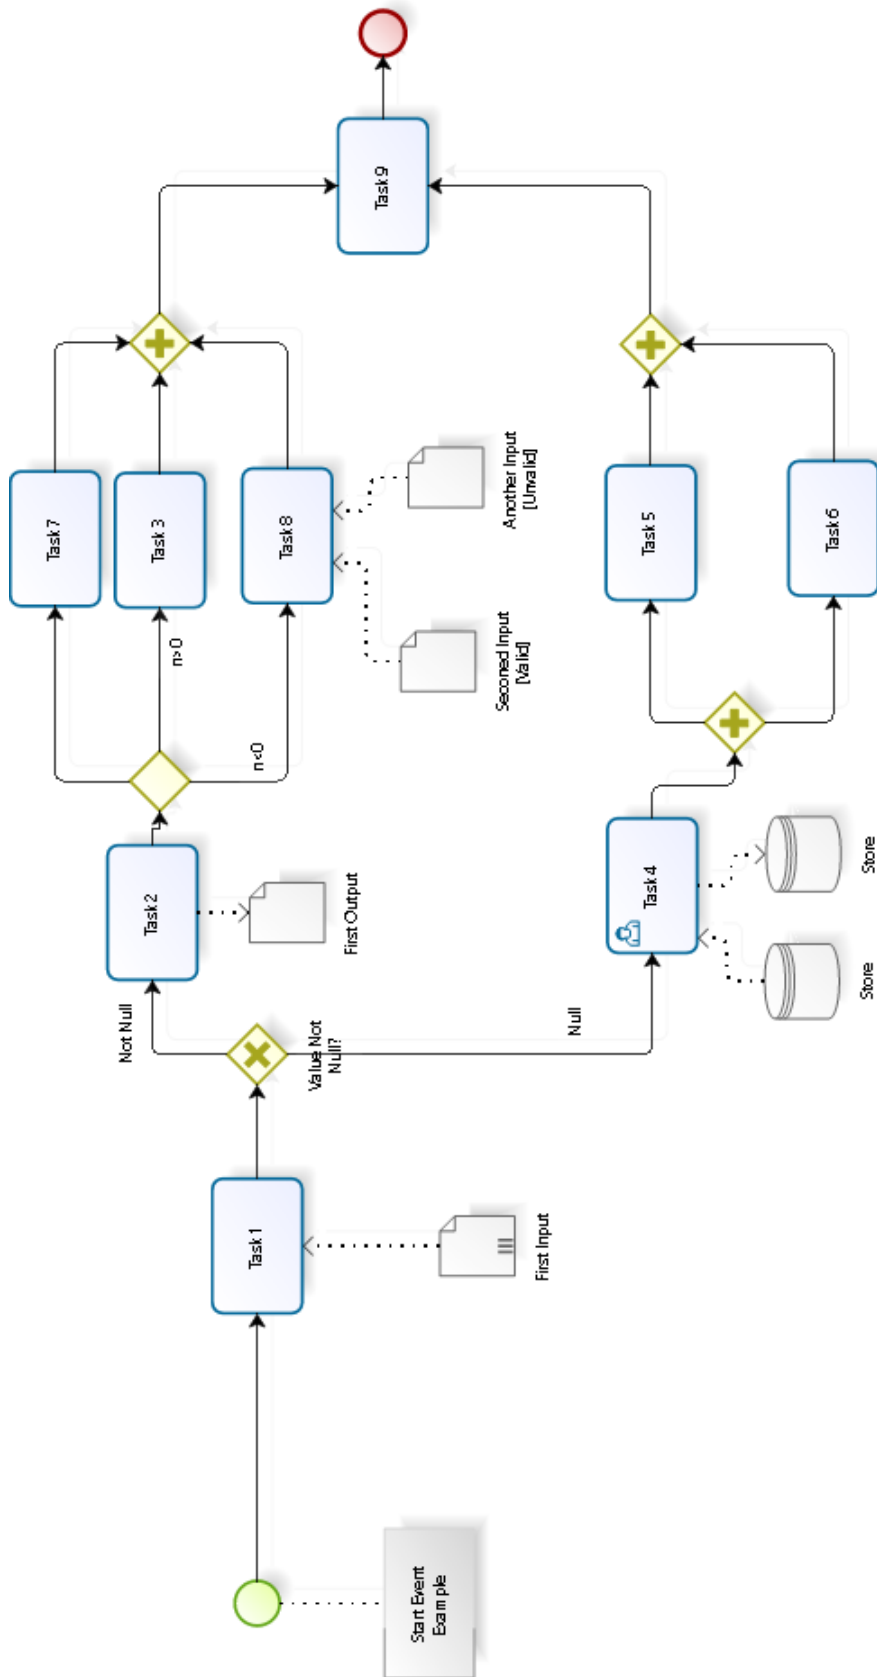 Start Event
Example
Task 1
First Input
Value Not
Null?
Not Null
Null
Task 2
First Output
Task 4
Store
Store
n>0
n<0
Task 7
Task 3
Task 8
Seconed Input
[Valid]
Another Input
[Unvalid]
Task 5
Task 6
Task 9